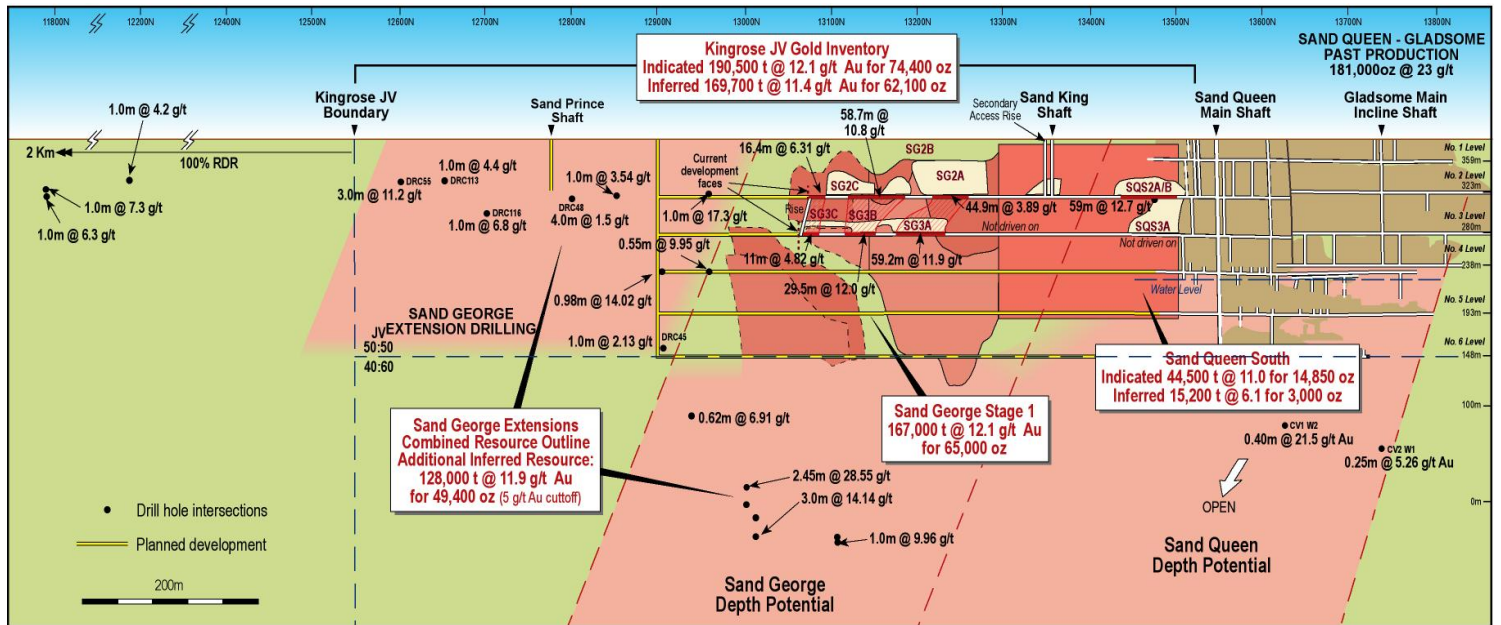 11800N
12000N
12200N
12600N
12700N
12800N
12900N
13000N
13100N
13200N
13300N
13400N
13500N
13600N
13700N
13800N
SAND QUEEN - GLADSOME
PAST PRODUCTION
181,000oz @ 23 g/t
Kingrose JV Gold Inventory
Indicated 190,500 t @ 12.1 g/t Au for 74,400 oz
Inferred 169,700 t @ 11.4 g/t Au for 62,100 oz
Kingrose JV
Boundary
Sand Prince
Shaft
Secondary
Access Rise
Sand King
Shaft
Sand Queen
Main Shaft
Gladsome Main
Incline Shaft
1.0m @ 4.2 g/t
2 Km
100% RDR
1.0m @ 7.3 g/t
1.0m @ 6.3 g/t
1.0m @ 4.4 g/t
DRC55
DRC113
3.0m @ 11.2 g/t
DRC116
1.0m @ 6.8 g/t
1.0m @ 3.54 g/t
DRC48
4.0m @ 1.5 g/t
Current
development
faces
1.0m @ 17.3 g/t
16.4m @ 6.31 g/t
58.7m @
10.8 g/t
SG2B
SG2C
SG2A
SG3C
SG3B
SG3A
Rise
44.9m @ 3.89 g/t
Not driven on
59m @ 12.7 g/t
SQS2A/B
SQS3A
Not driven on
0.55m @ 9.95 g/t
11m @ 4.82 g/t
59.2m @ 11.9 g/t
29.5m @ 12.0 g/t
0.98m @ 14.02 g/t
1.0m @ 2.13 g/t
DRC45
Water Level
No. 1 Level
359m
No. 2 Level
323m
No. 3 Level
280m
No. 4 Level
238m
No. 5 Level
193m
No. 6 Level
148m
100m
0m
SAND GEORGE
EXTENSION DRILLING
JV
50:50
40:60
Sand Queen South
Indicated 44,500 t @ 11.0 for 14,850 oz
Inferred 15,200 t @ 6.1 for 3,000 oz
Sand George Stage 1
167,000 t @ 12.1 g/t Au
for 65,000 oz
Sand George Extensions
Combined Resource Outline
Additional Inferred Resource:
128,000 t @ 11.9 g/t Au
for 49,400 oz (5 g/t Au cuttoff)
0.62m @ 6.91 g/t
2.45m @ 28.55 g/t
3.0m @ 14.14 g/t
1.0m @ 9.96 g/t
CV1 W2
0.40m @ 21.5 g/t Au
CV2 W1
0.25m @ 5.26 g/t Au
OPEN
Sand George
Depth Potential
Sand Queen
Depth Potential
Drill hole intersections
Planned development
200m